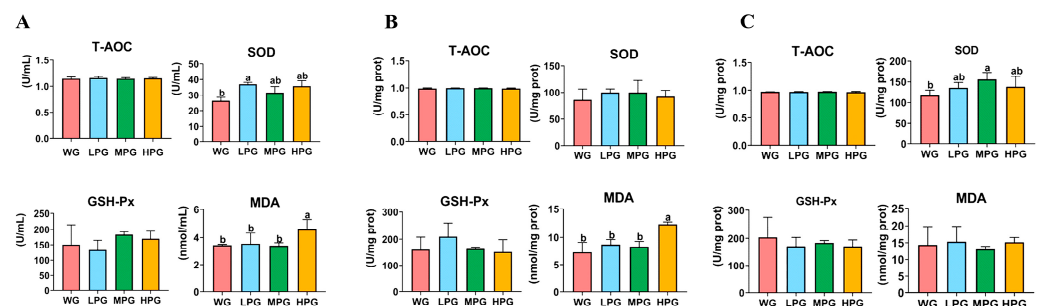 A
T-AOC
(U/mL)
1.5
1.0
0.5
0.0
WG LPG MPG HPG
SOD
(U/mL)
50
40
30
20
10
0
b a ab ab
WG LPG MPG HPG
GSH-Px
(U/mL)
250
200
150
100
50
0
WG LPG MPG HPG
MDA
(nmol/mL)
6
4
2
0
b b b a
WG LPG MPG HPG
B
T-AOC
(U/mg prot)
1.5
1.0
0.5
0.0
WG LPG MPG HPG
SOD
(U/mg prot)
150
100
50
0
WG LPG MPG HPG
GSH-Px
(U/mg prot)
300
200
100
0
WG LPG MPG HPG
MDA
(nmol/mg prot)
15
10
5
0
b b b a
WG LPG MPG HPG
C
T-AOC
(U/mg prot)
1.5
1.0
0.5
0.0
WG LPG MPG HPG
SOD
(U/mg prot)
200
150
100
50
0
b ab a ab
WG LPG MPG HPG
GSH-Px
(U/mg prot)
300
200
100
0
WG LPG MPG HPG
MDA
(nmol/mg prot)
25
20
15
10
5
0
WG LPG MPG HPG